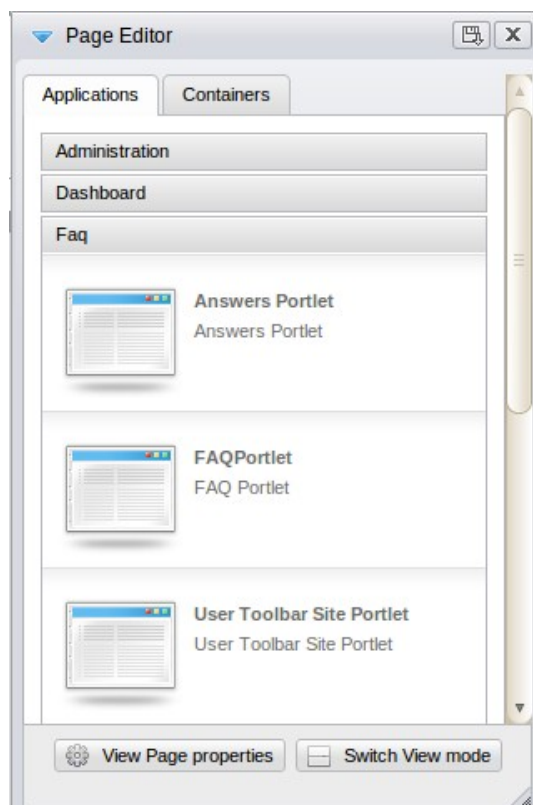 Page Editor
Applications Containers
Administration
Dashboard
Faq
Answers Portlet
Answers Portlet
FAQPortlet
FAQ Portlet
User Toolbar Site Portlet
User Toolbar Site Portlet
View Page properties Switch View mode